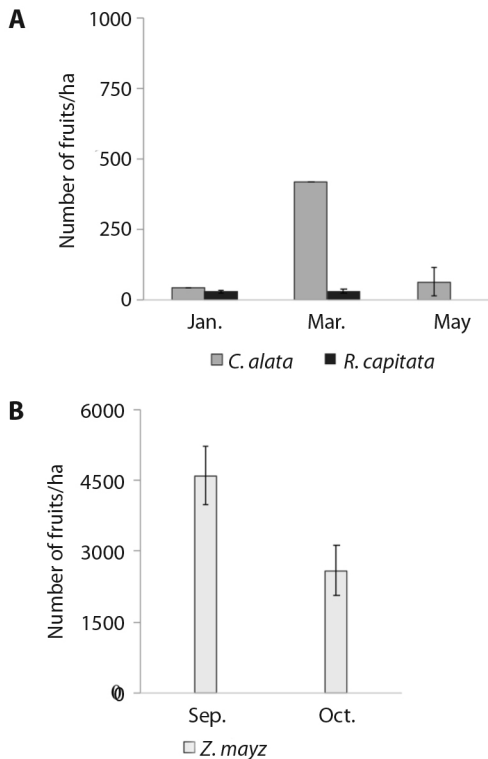 A
Number of fruits/ha
1000
750
500
250
0
Jan. Mar. May
C. alata R. capitata
B
Number of fruits/ha
6000
4500
3000
1500
0
Sep. Oct.
Z. mayz